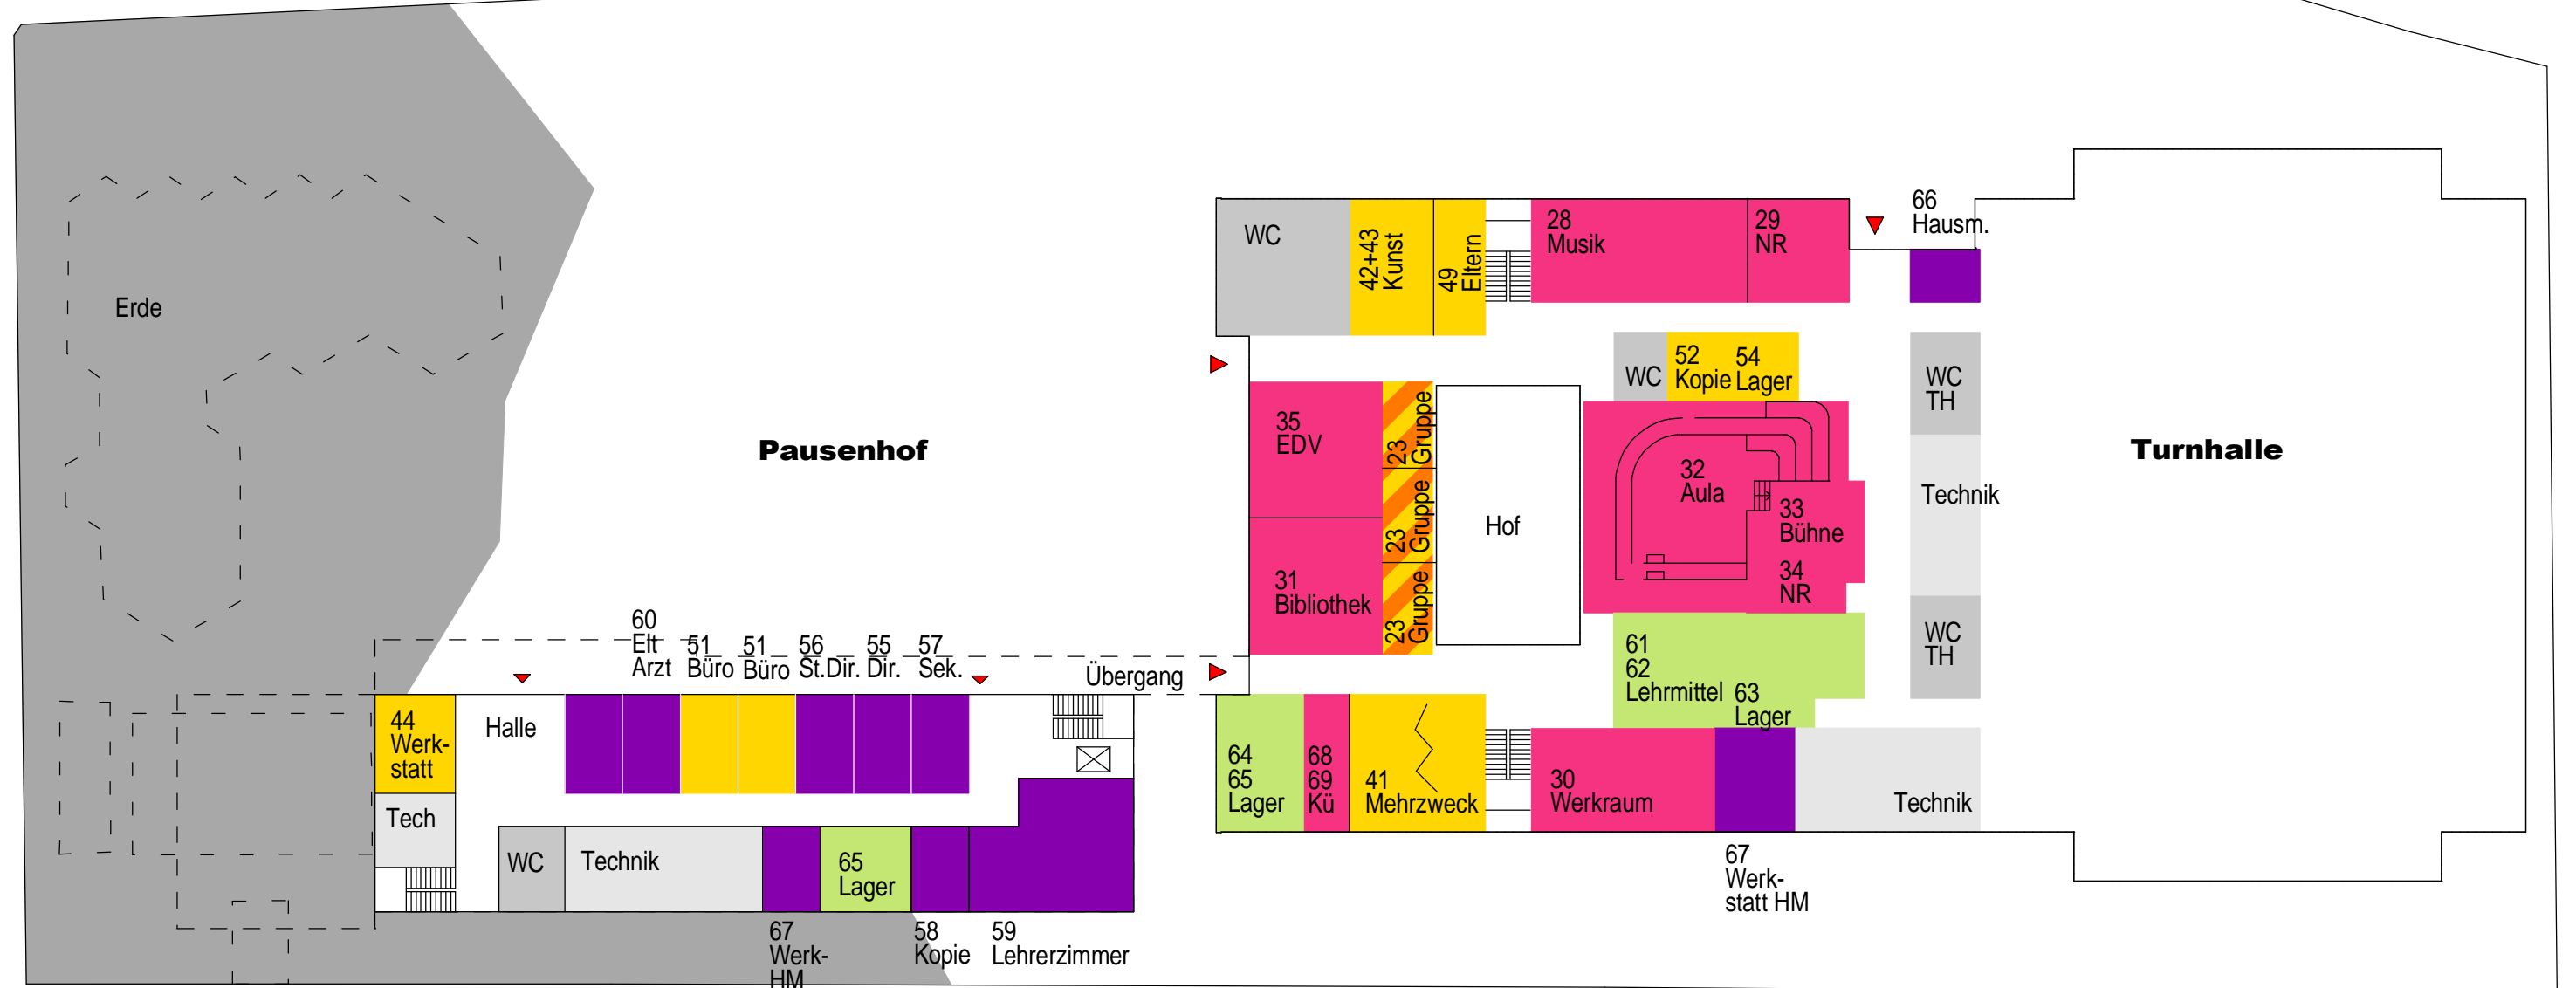 66
Hausm.
WC
42+43
Kunst
49
Eltern
28
Musik
29
NR
Erde
WC
52
Kopie
54
Lager
WC
TH
Pausenhof
35
EDV
23
Gruppe
23
Gruppe
23
Gruppe
Hof
32
Aula
33
Bühne
34
NR
Technik
Turnhalle
31
Bibliothek
60
Elt
Arzt
51
Büro
51
Büro
56
St.Dir.
55
Dir.
57
Sek.
Übergang
61
62
Lehrmittel
63
Lager
WC
TH
44
Werk-
statt
Halle
64
65
Lager
68
69
Kü
41
Mehrzweck
30
Werkraum
Technik
Tech
WC
Technik
65
Lager
67
Werk-
statt HM
67
Werk-
HM
58
Kopie
59
Lehrerzimmer